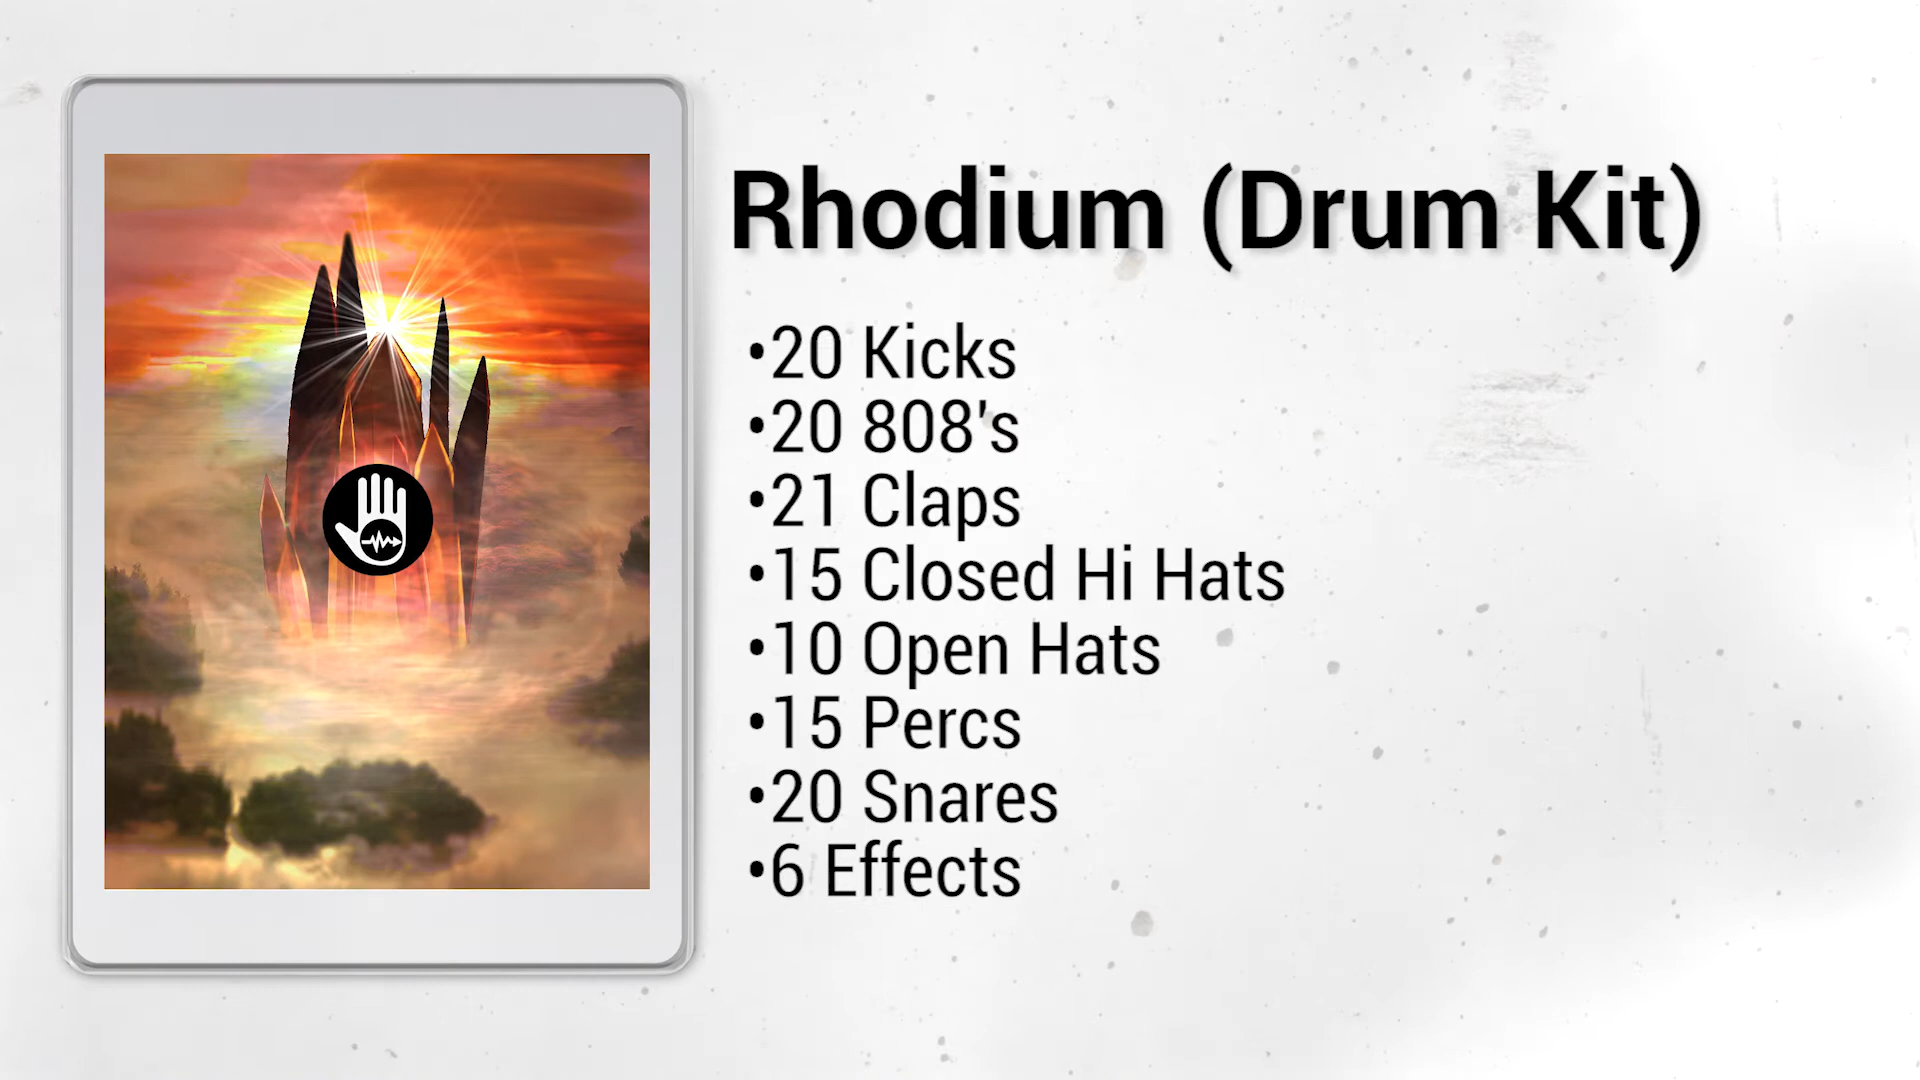 Rhodium (Drum Kit)
•20 Kicks
•20 808's
•21 Claps
•15 Closed Hi Hats
•10 Open Hats
•15 Percs
•20 Snares
•6 Effects